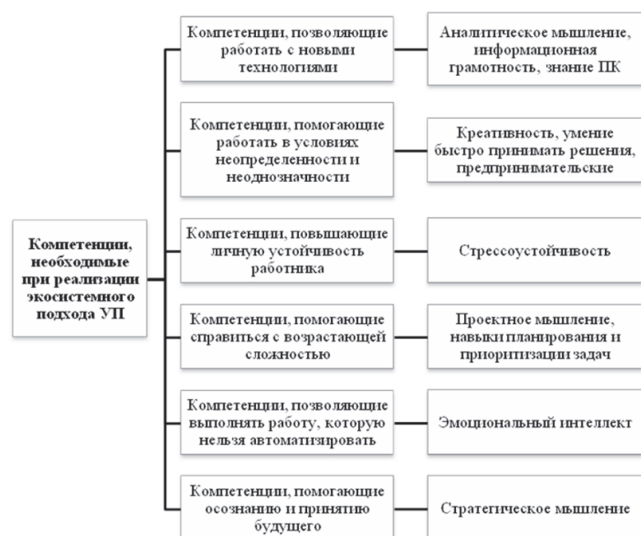 Компетенции, позволяющие
работать с новыми
технологиями
Аналитическое мышление,
информационная
грамотность, знание ПК
Компетенции, помогающие
работать в условиях
неопределенности и
неоднозначности
Креативность, умение
быстро принимать решения,
предпринимательские
Компетенции,
необходимые
при реализации
экосистемного
подхода УП
Компетенции, повышающие
личную устойчивость
работника
Стрессоустойчивость
Компетенции, помогающие
справиться с возрастающей
сложностью
Проектное мышление,
навыки планирования и
приоритизации задач
Компетенции, позволяющие
выполнять работу, которую
нельзя автоматизировать
Эмоциональный интеллект
Компетенции, помогающие
осознанию и принятию
будущего
Стратегическое мышление